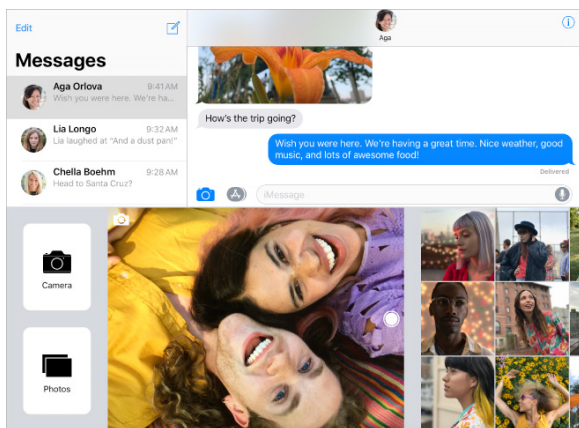 Edit
Messages
Aga Orlova 9:41 AM
Wish you were here. We're ha...
Lia Longo 9:32 AM
Lia laughed at "And a dust pan!"
Chella Boehm 9:28 AM
Head to Santa Cruz?
Aga
How's the trip going?
Wish you were here. We're having a great time. Nice weather, good
music, and lots of awesome food!
Delivered
iMessage
Camera
Photos